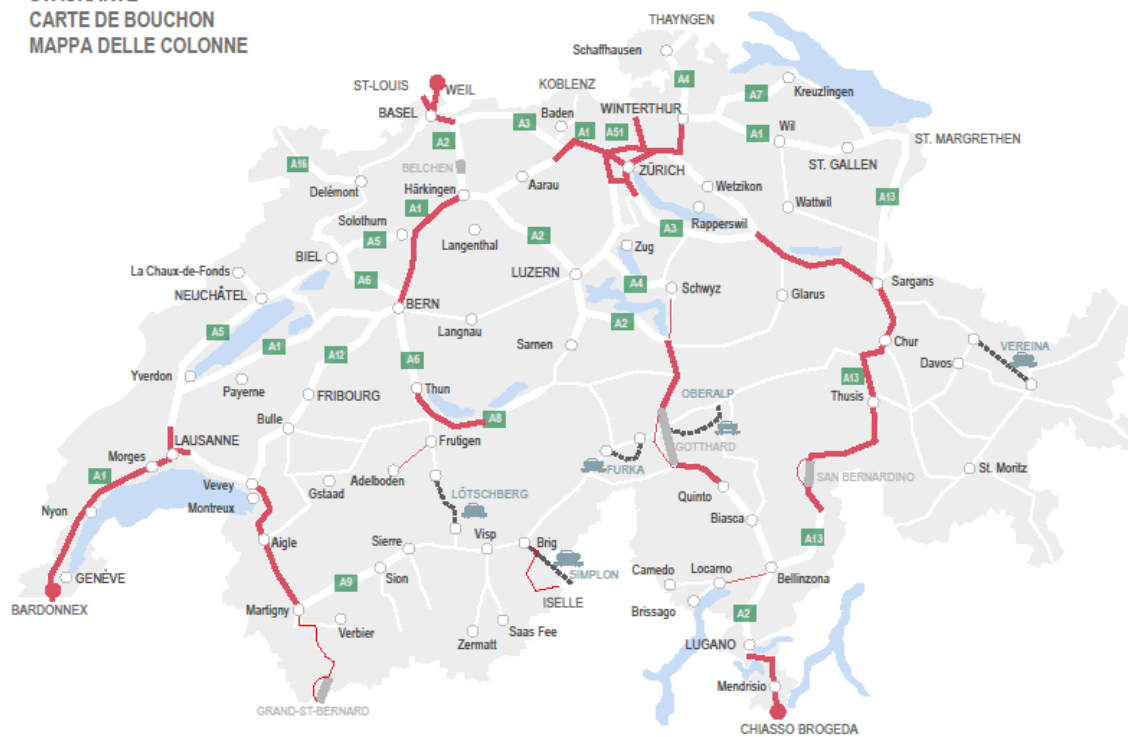 CARTE DE BOUCHON
MAPPA DELLE COLONNE
THAYNGEN
Schaffhausen
ST-LOUIS
WEIL
KOBLENZ
A4
A7
Kreuzlingen
BASEL
A2
A3
Baden
A1
A51
WINTERTHUR
A1
Wil
ST. MARGRETHEN
ST. GALLEN
A16
BELCHEN
Delémont
Härkingen
Aarau
ZÜRICH
Wetzikon
Wattwil
A13
A1
Solothurn
A5
Langenthal
A2
Rapperswil
A3
Zug
BIEL
La Chaux-de-Fonds
NEUCHÂTEL
A6
LUZERN
A4
Schwyz
Glarus
Sargans
BERN
A5
A1
A12
Langnau
A2
Sarnen
Chur
VEREINA
Davos
A6
Yverdon
Payerne
FRIBOURG
Thun
A8
A13
Thusis
OBERALP
Bulle
Frutigen
GOTTHARD
LAUSANNE
Morges
A1
Vevey
Montreux
Gstaad
Adelboden
LÖTSCHBERG
FURKA
Quinto
SAN BERNARDINO
St. Moritz
Nyon
Biasca
Aigle
Sierre
Visp
Brig
A13
GENÈVE
BARDONNEX
A9
Sion
SIMPLON
ISELLE
Camedo
Locarno
Bellinzona
Martigny
Verbier
Zermatt
Saas Fee
Brissago
A2
LUGANO
Mendrisio
GRAND-ST-BERNARD
CHIASSO BROGEDA